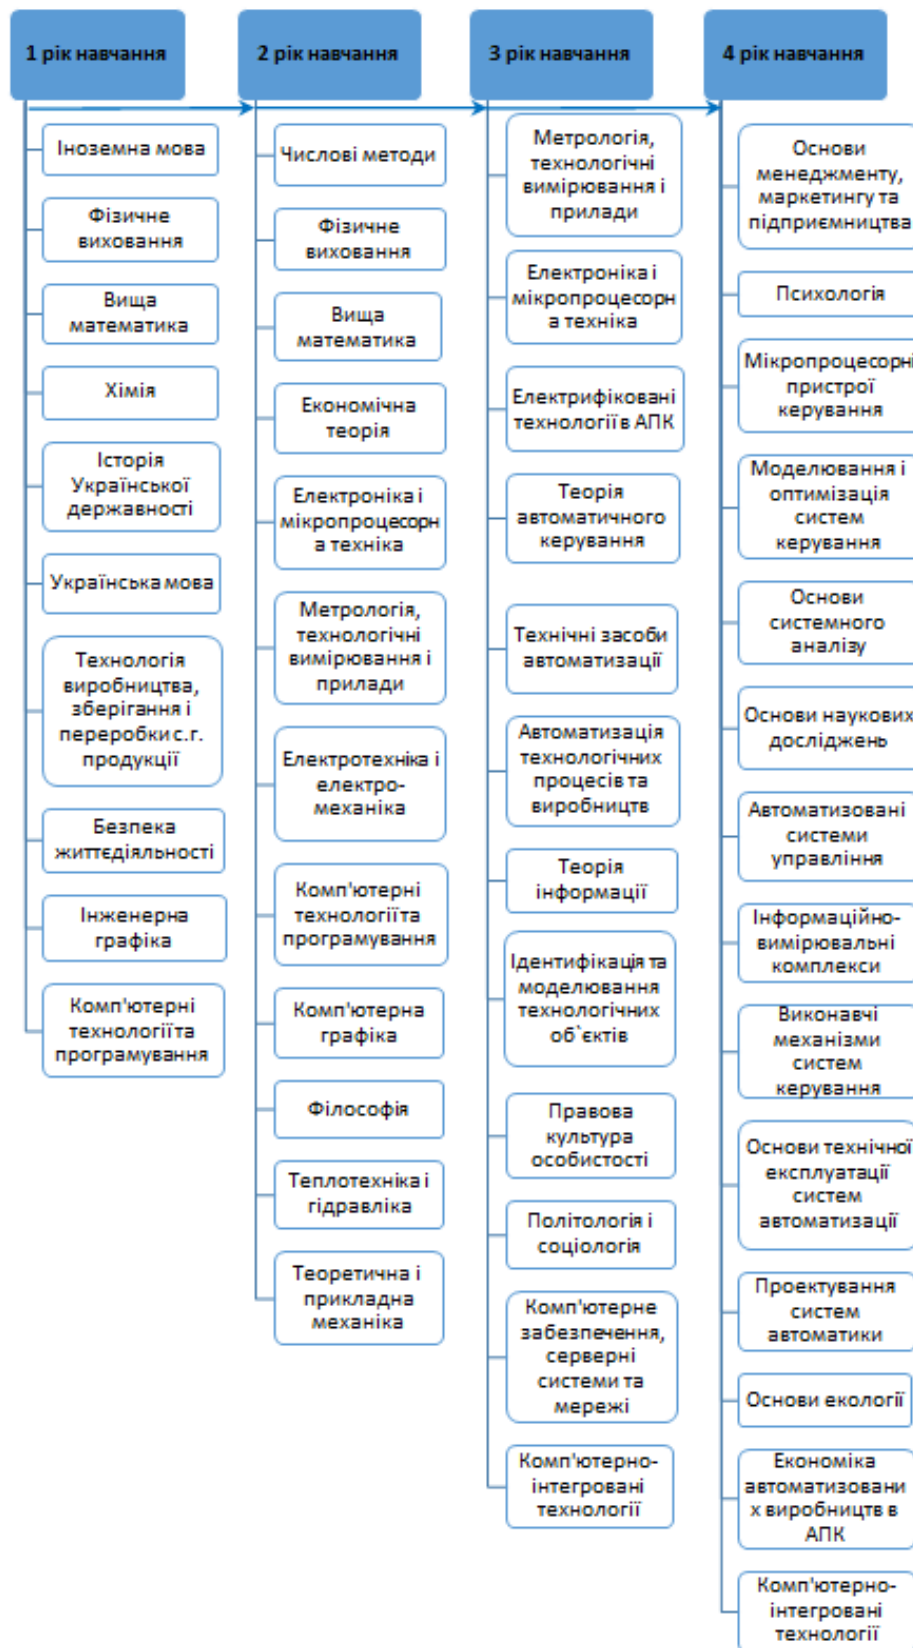 1 рік навчання
Іноземна мова
Фізичне
виховання
Вища
математика
Хімія
Історія
Української
державності
Українська мова
Технологія
виробництва,
зберігання і
переробки с.г.
продукції
Безпека
життєдіяльності
Інженерна
графіка
Комп'ютерні
технології та
програмування
2 рік навчання
Числові методи
Фізичне
виховання
Вища
математика
Економічна
теорія
Електроніка і
мікропроцесорн
а техніка
Метрологія,
технологічні
вимірювання і
прилади
Електротехніка і
електро-
механіка
Комп'ютерні
технології та
програмування
Комп'ютерна
графіка
Філософія
Теплотехніка і
гідравліка
Теоретична і
прикладна
механіка
3 рік навчання
Метрологія,
технологічні
вимірювання і
прилади
Електроніка і
мікропроцесорн
а техніка
Електрифіковані
технології в АПК
Теорія
автоматичного
керування
Технічні засоби
автоматизації
Автоматизація
технологічних
процесів та
виробництв
Теорія
інформації
Ідентифікація та
моделювання
технологічних
об`єктів
Правова
культура
особистості
Політологія і
соціологія
Комп'ютерне
забезпечення,
серверні
системи та
мережі
Комп'ютерно-
інтегровані
технології
4 рік навчання
Основи
менеджменту,
маркетингу та
підприємництва
Психологія
Мікропроцесорні
пристрої
керування
Моделювання і
оптимізація
систем
керування
Основи
системного
аналізу
Основи наукових
досліджень
Автоматизовані
системи
управління
Інформаційно-
вимірювальні
комплекси
Виконавчі
механізми
систем
керування
Основи технічної
експлуатації
систем
автоматизації
Проектування
систем
автоматики
Основи екології
Економіка
автоматизовани
х виробництв в
АПК
Комп'ютерно-
інтегровані
технології